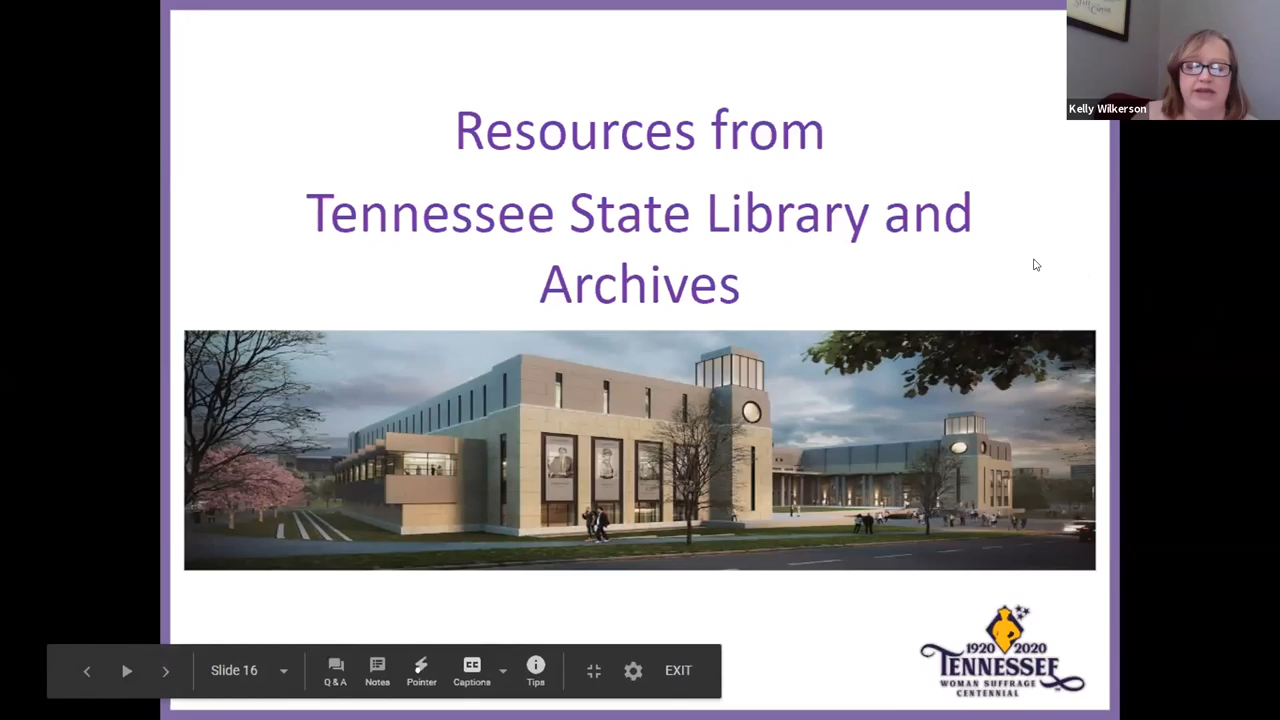 Resources from
Tennessee State Library and
Archives
Kelly Wilkerson
1920 2020
TENNESSEE
WOMAN SUFFRAGE
CENTENNIAL
Slide 16
Q & A
Notes
Pointer
CC
Captions
Tips
EXIT